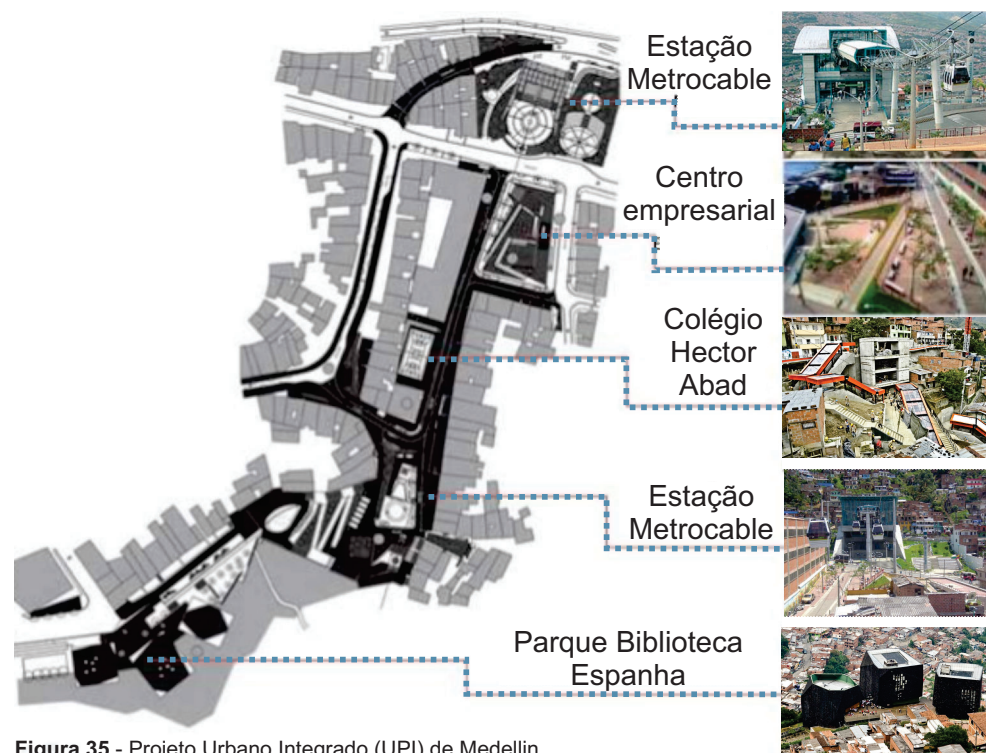 Estação
Metrocable
Centro
empresarial
Colégio
Hector
Abad
Estação
Metrocable
Parque Biblioteca
Espanha
Figura 35 - Projeto Urbano Integrado (UPI) de Medellin